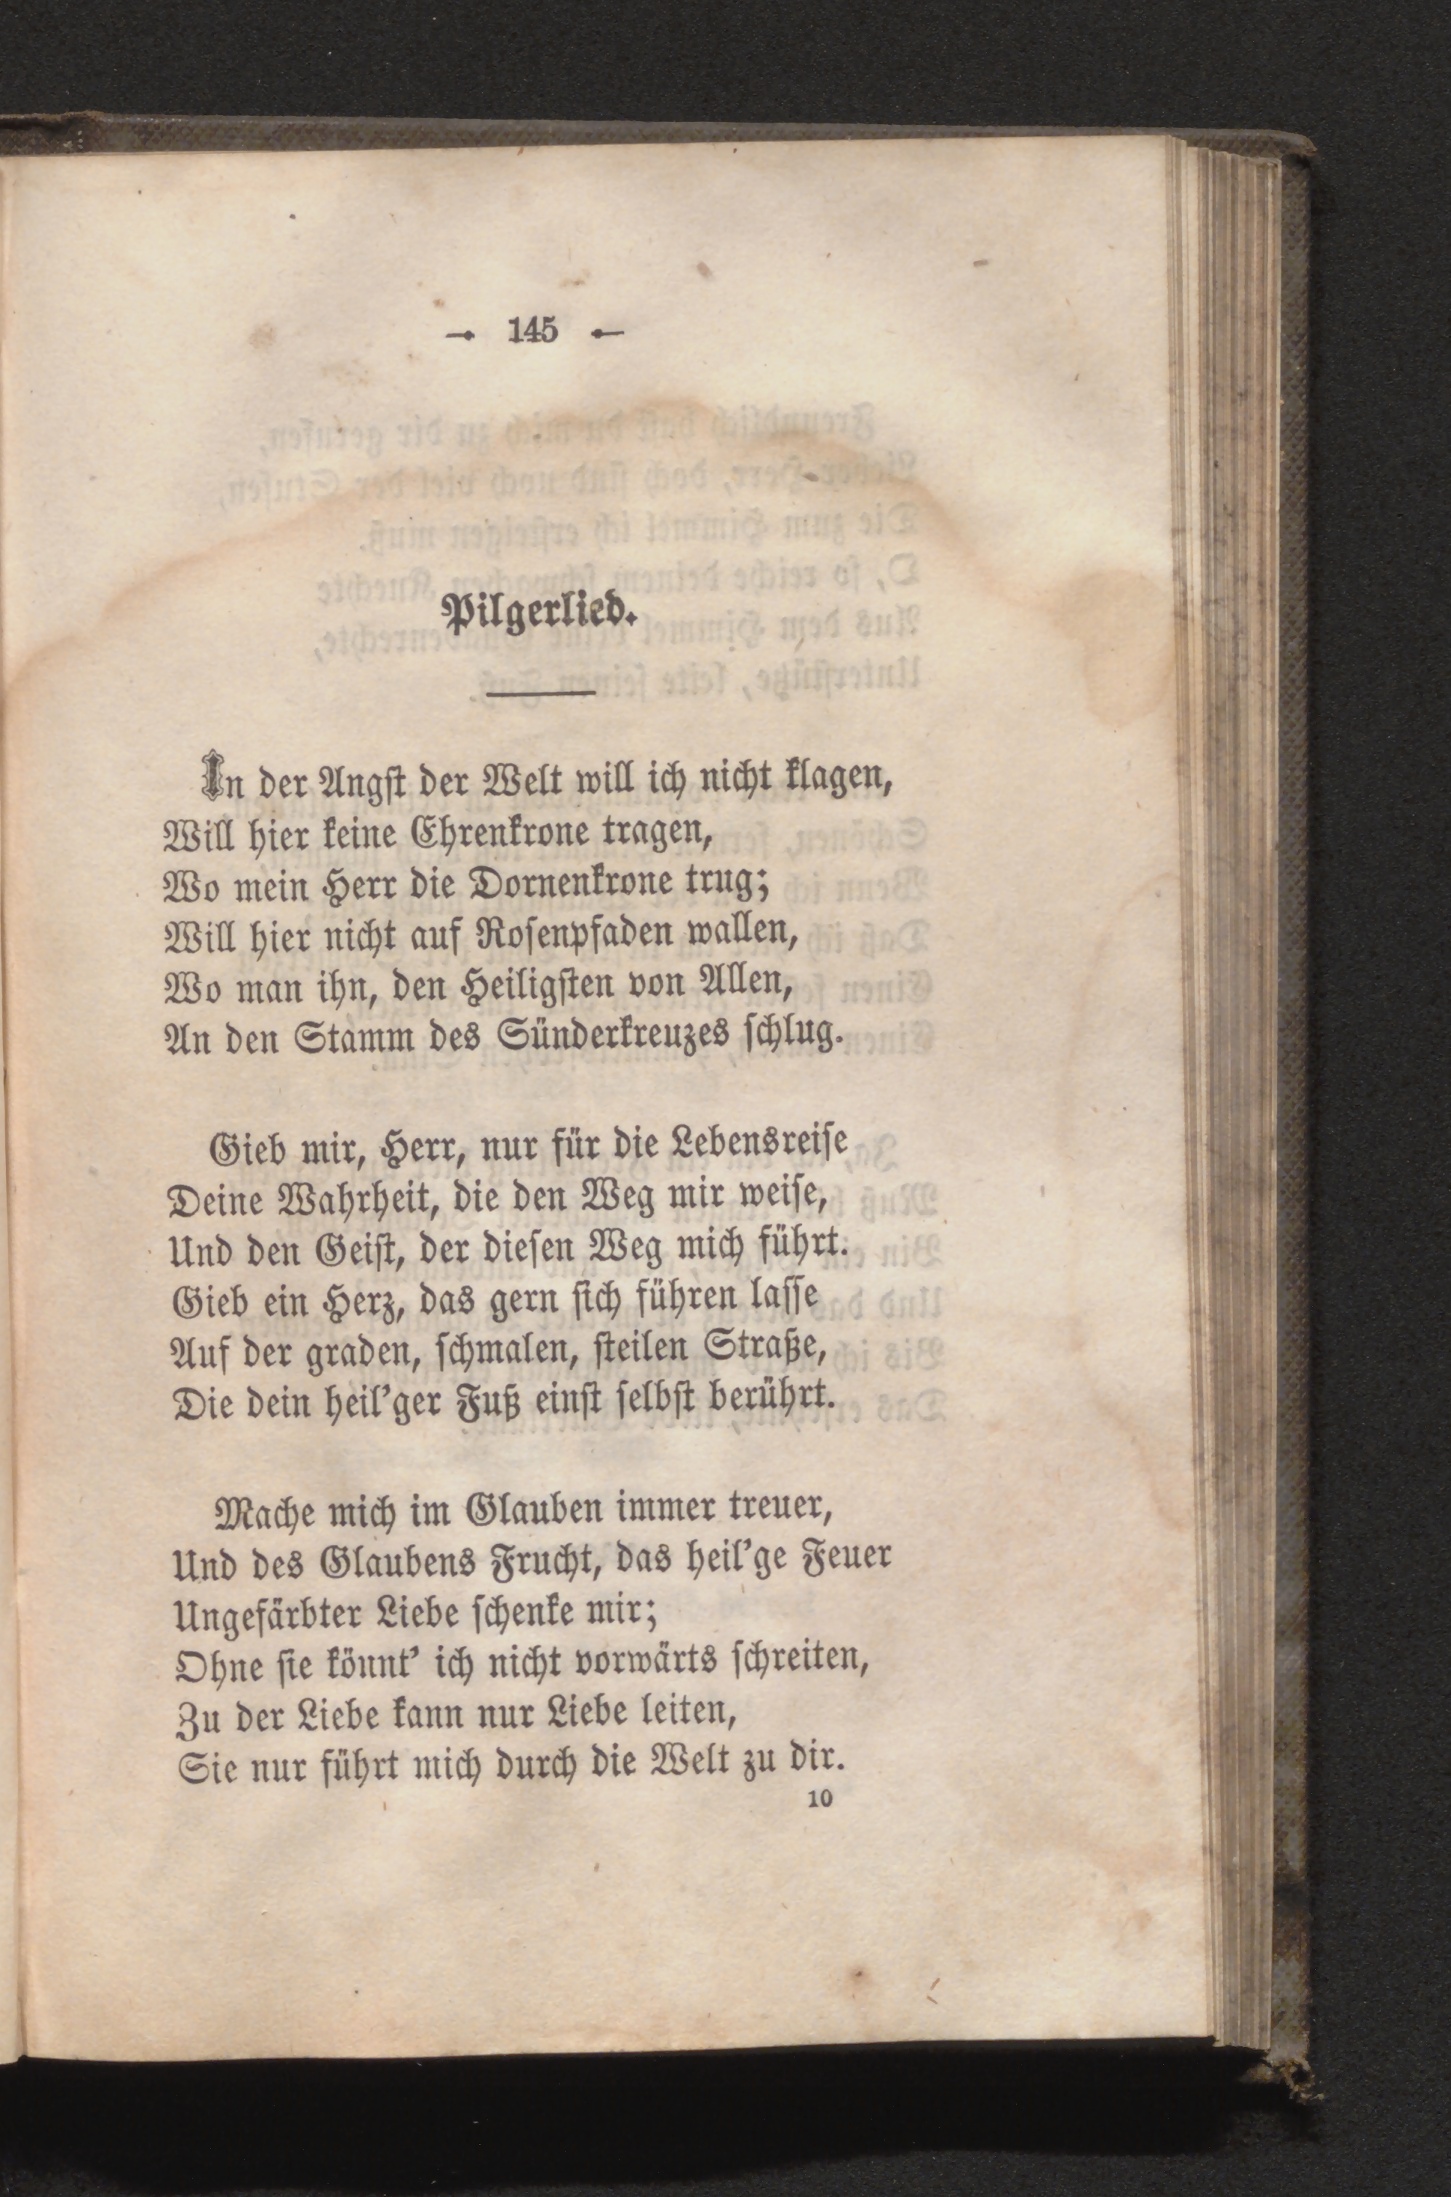 145
Pilgerlied.
In der Angſt der Welt will ich nicht klagen,
Will hier keine Ehrenkrone tragen,
Wo mein Herr die Dornenkrone trug;
Will hier nicht auf Roſenpfaden wallen,
Wo man ihn, den Heiligſten von Allen,
An den Stamm des Sünderkreuzes ſchlug.
Gieb mir, Herr, nur für die Lebensreiſe
Deine Wahrheit, die den Weg mir weiſe,
Und den Geiſt, der dieſen Weg mich führt.
Gieb ein Herz, das gern ſich führen laſſe
Auf der graden, ſchmalen, ſteilen Straße,
Die dein heil’ger Fuß einſt ſelbſt berührt.
Mache mich im Glauben immer treuer,
Und des Glaubens Frucht, das heil’ge Feuer
Ungefärbter Liebe ſchenke mir;
Ohne ſie könnt’ ich nicht vorwärts ſchreiten,
Zu der Liebe kann nur Liebe leiten,
Sie nur führt mich durch die Welt zu dir.
10